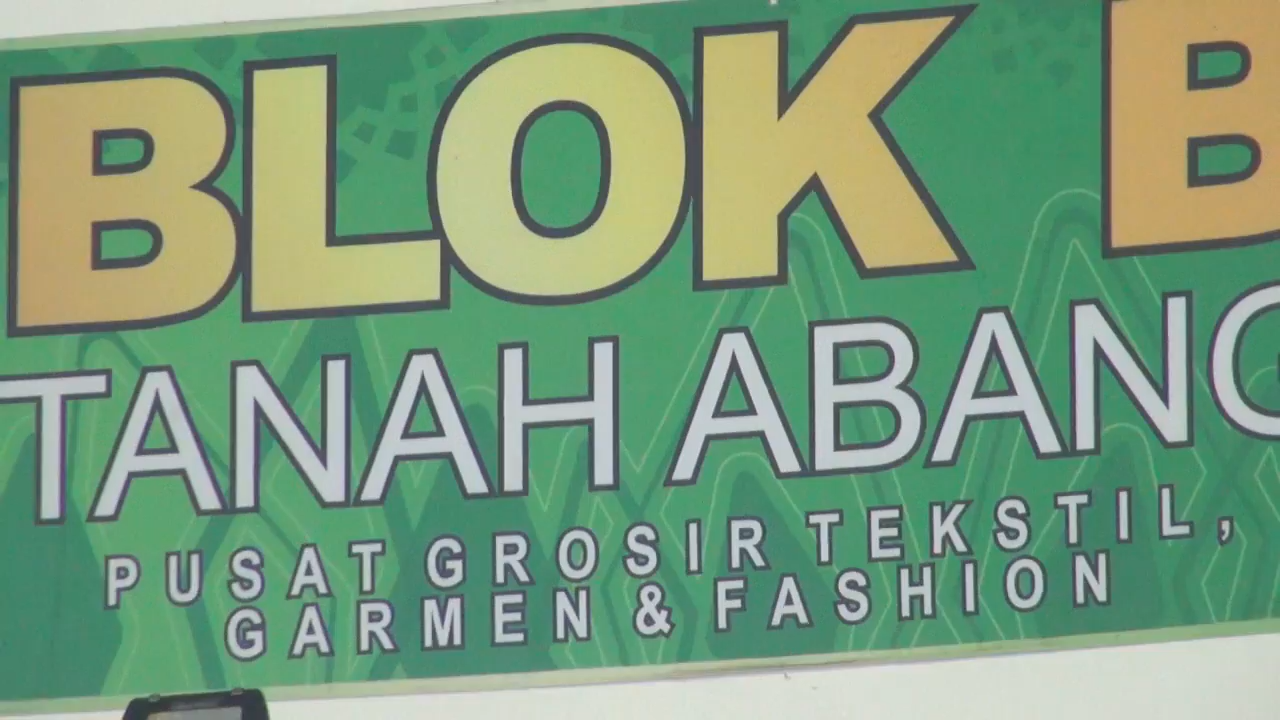 BLOK B
TANAH ABANG
PUSAT GROSIR TEKSTIL,
GARMEN & FASHION